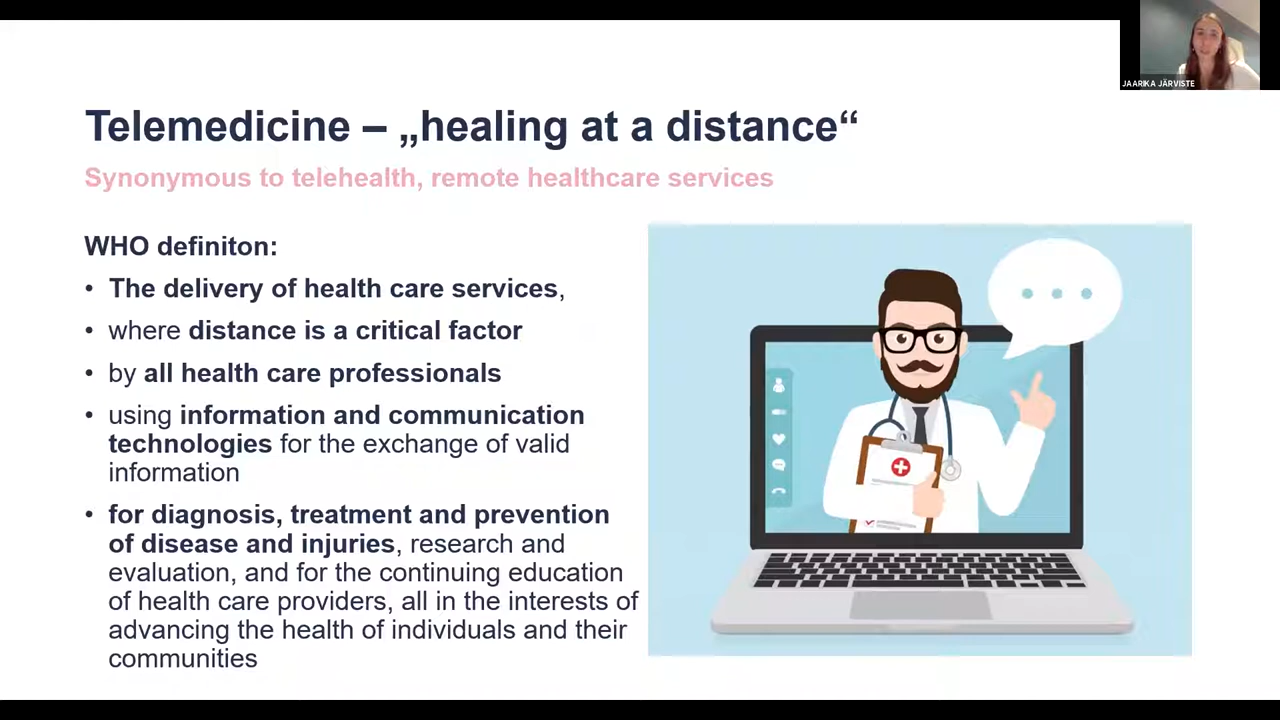 JAARIKA JÄRVISTE
Telemedicine – „healing at a distance“
Synonymous to telehealth, remote healthcare services
WHO definiton:
• The delivery of health care services,
• where distance is a critical factor
• by all health care professionals
• using information and communication
technologies for the exchange of valid
information
• for diagnosis, treatment and prevention
of disease and injuries, research and
evaluation, and for the continuing education
of health care providers, all in the interests of
advancing the health of individuals and their
communities